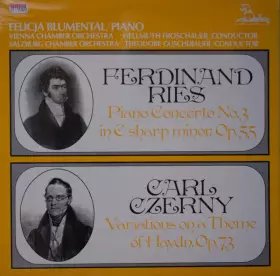 FELICJA BLUMENTAL/PIANO
VIENNA CHAMBER ORCHESTRA - HELLMUTH FROSCHAUER, CONDUCTOR
SALZBURG CHAMBER ORCHESTRA - THEODORE GUSCHLBAUER, CONDUCTOR
FERDINAND
RIES
Piano Concerto No.3
in C sharp minor, Op.55
CARL
CZERNY
Variations on a Theme
of Haydn, Op.73